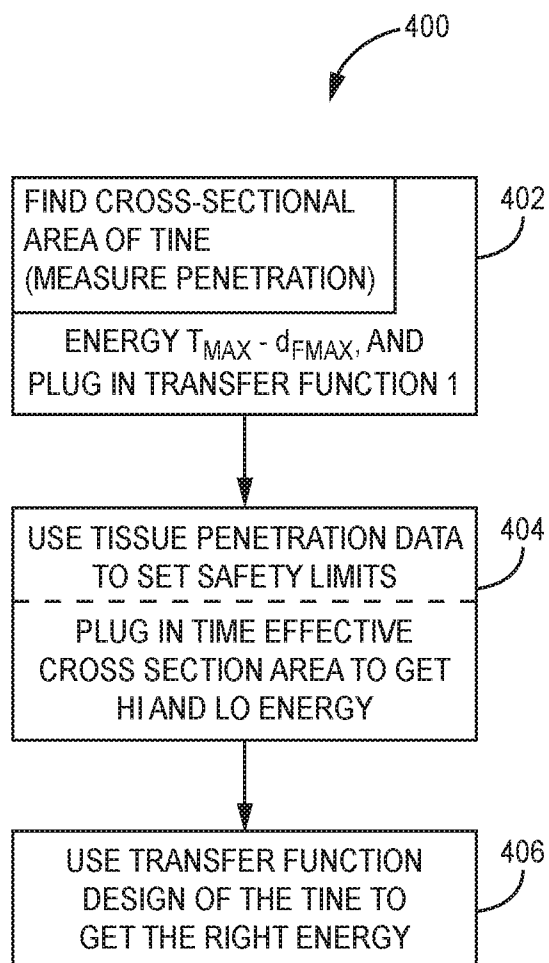 400
FIND CROSS-SECTIONAL
AREA OF TINE
(MEASURE PENETRATION)
ENERGY TMAX - dFMAX, AND
PLUG IN TRANSFER FUNCTION 1
402
USE TISSUE PENETRATION DATA
TO SET SAFETY LIMITS
404
PLUG IN TIME EFFECTIVE
CROSS SECTION AREA TO GET
HI AND LO ENERGY
USE TRANSFER FUNCTION
DESIGN OF THE TINE TO
GET THE RIGHT ENERGY
406